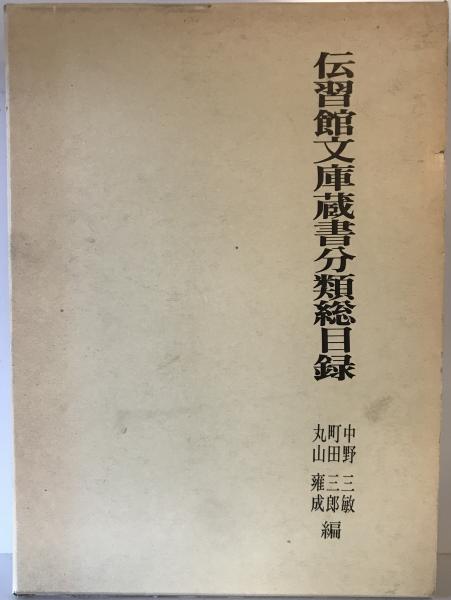 伝習館文庫蔵書分類総目録
中野三敏
町田三郎
丸山雍成
編